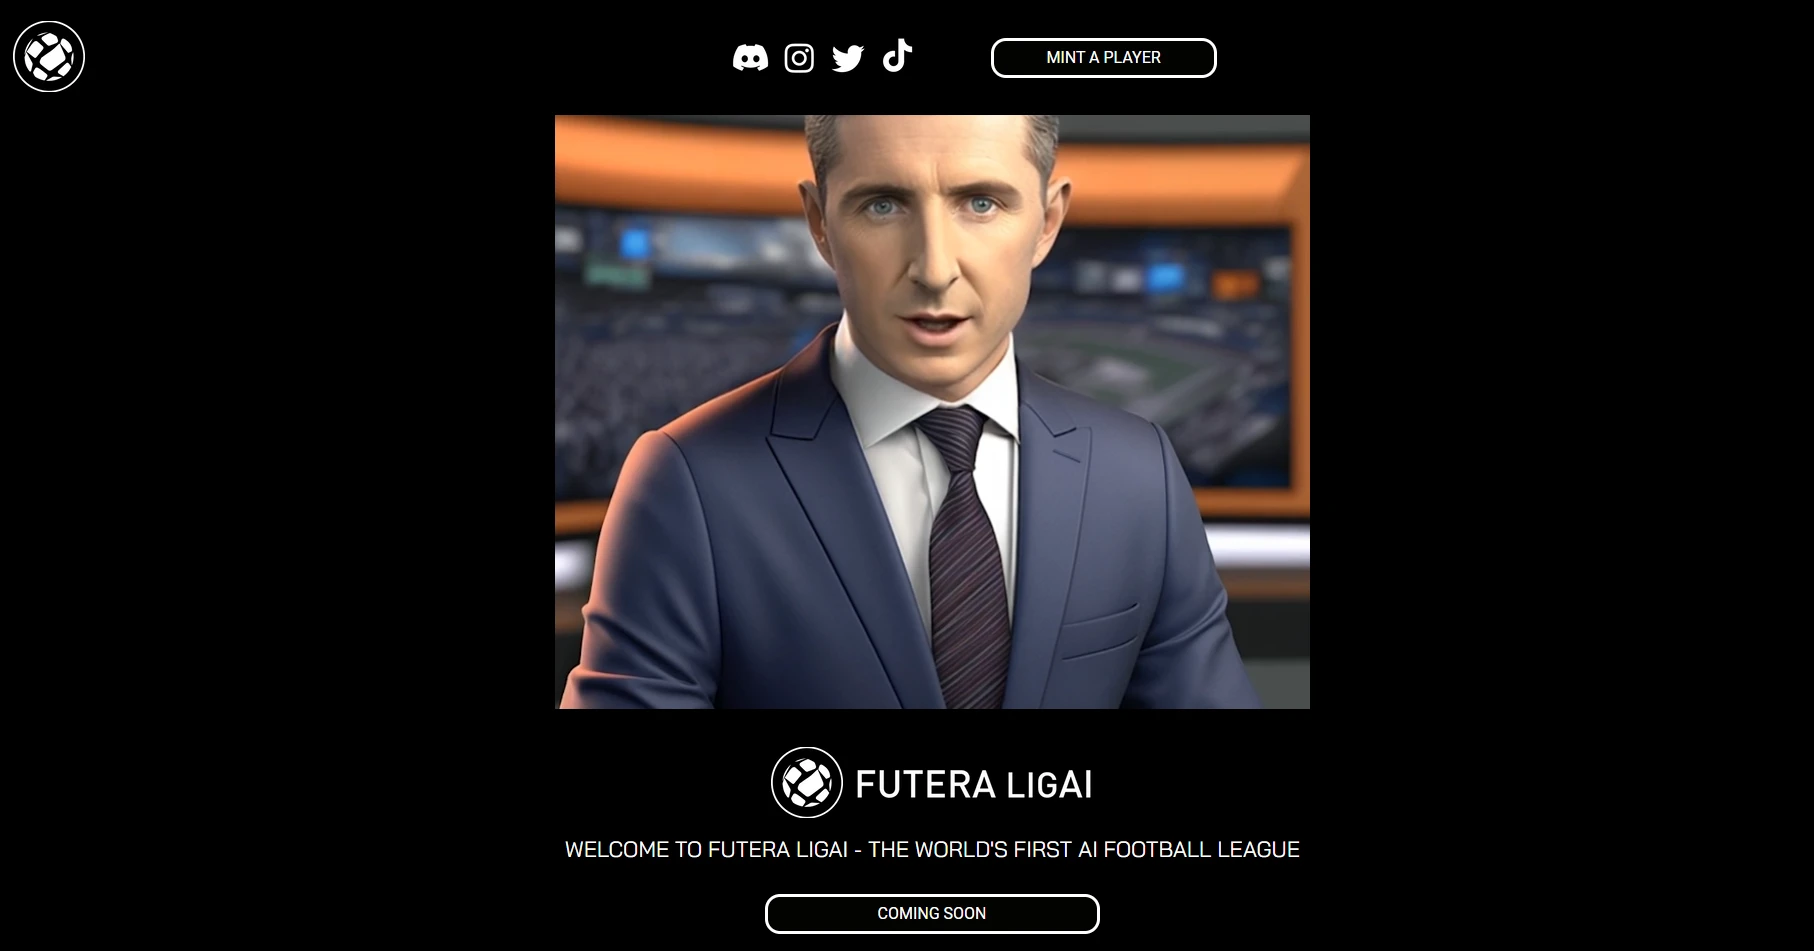 MINT A PLAYER
FUTERA LIGAI
WELCOME TO FUTERA LIGAI - THE WORLD'S FIRST AI FOOTBALL LEAGUE
COMING SOON